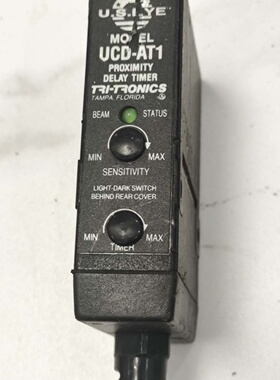 U.S. EYE
MODEL
UCD-AT1
PROXIMITY
DELAY TIMER
TRI-TRONICS
TAMPA, FLORIDA
BEAM STATUS
MIN MAX
SENSITIVITY
LIGHT-DARK SWITCH
BEHIND REAR COVER
MIN MAX
TIMER